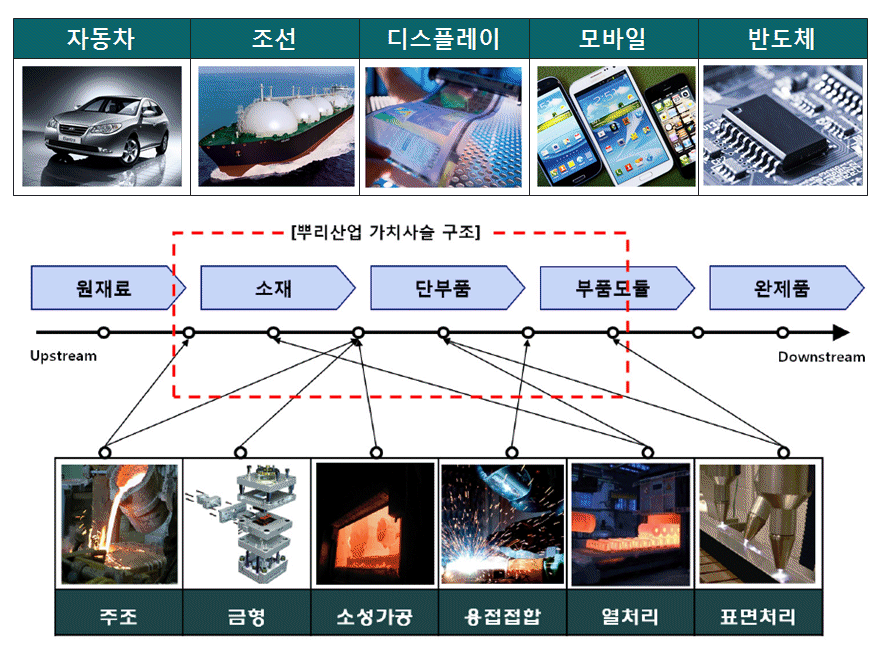 자동차 조선 디스플레이 모바일 반도체
[뿌리산업 가치사슬 구조]
원재료 소재 단부품 부품모듈 완제품
Upstream Downstream
주조 금형 소성가공 용접접합 열처리 표면처리